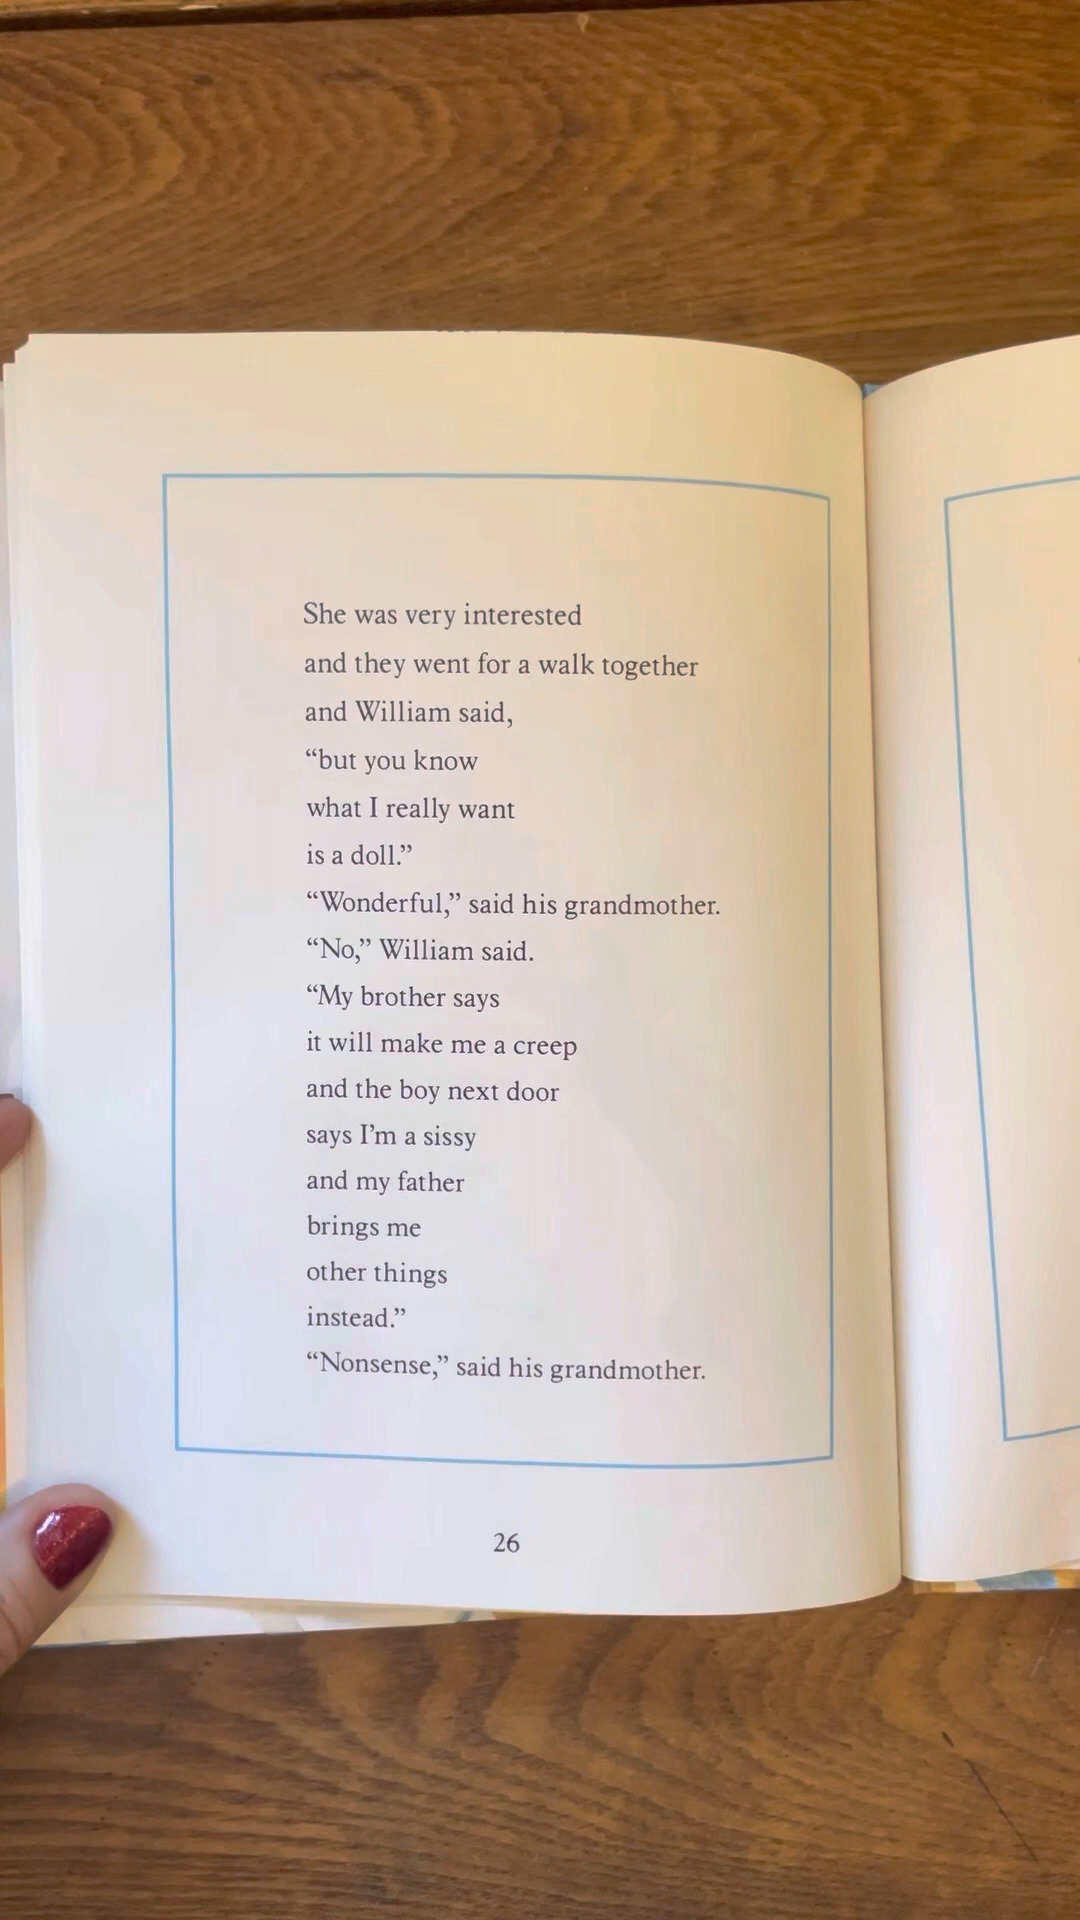 She was very interested
and they went for a walk together
and William said,
“but you know
what I really want
is a doll.”
“Wonderful,” said his grandmother.
“No,” William said.
“My brother says
it will make me a creep
and the boy next door
says I’m a sissy
and my father
brings me
other things
instead.”
“Nonsense,” said his grandmother.
26